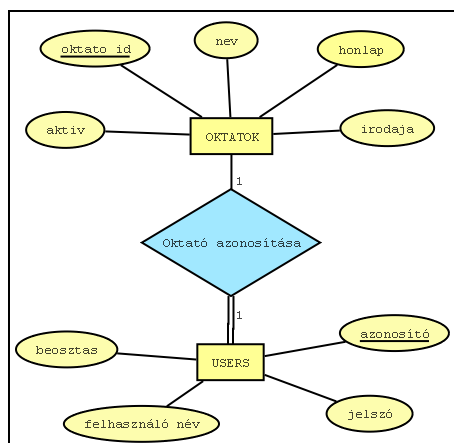 oktato id
nev
honlap
aktiv
OKTATOK
irodaja
1
Oktató azonosítása
1
azonosító
beosztas
USERS
felhasználó név
jelszó